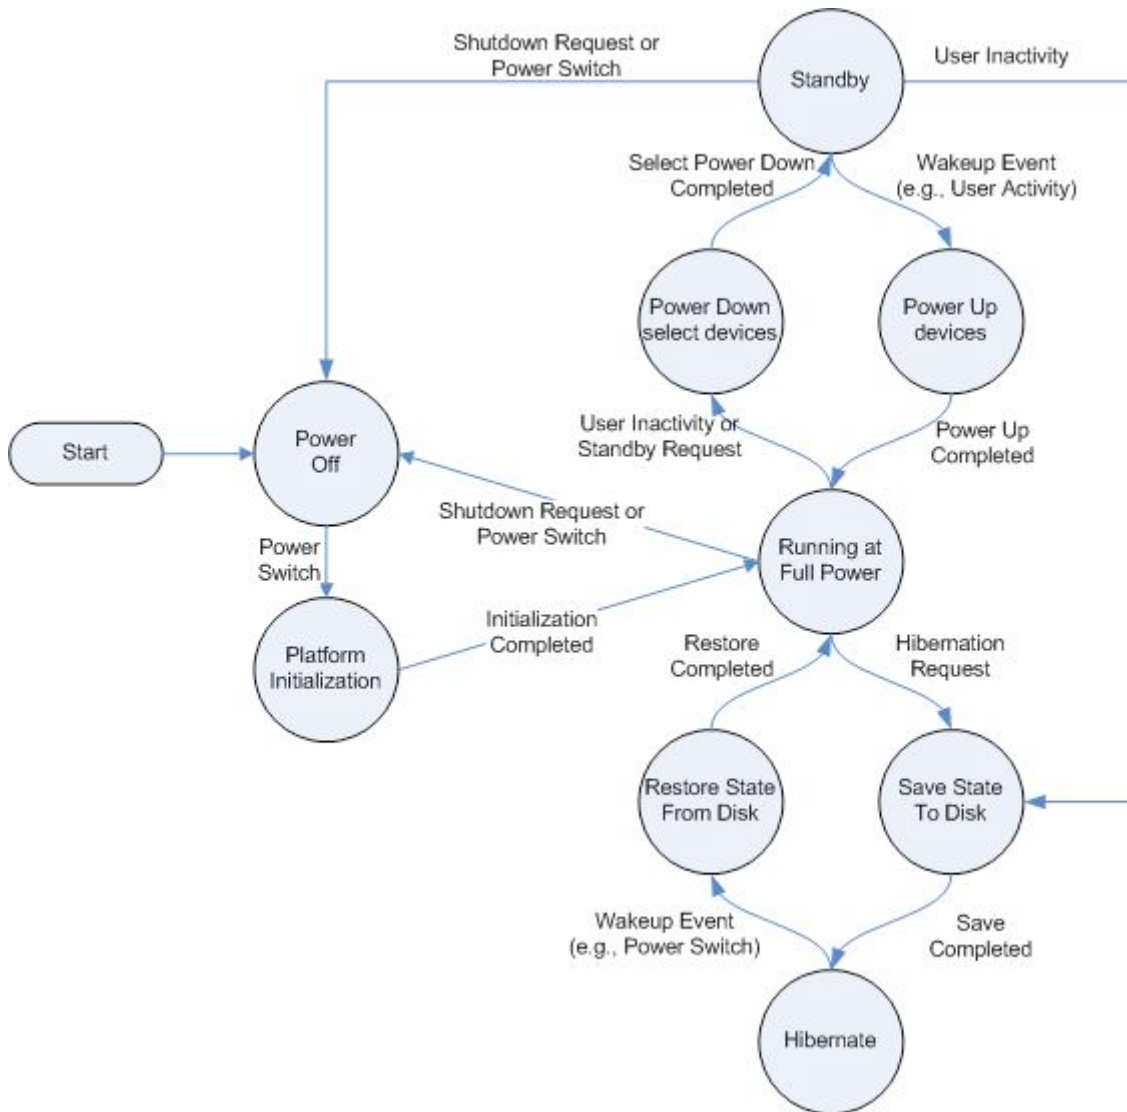 Shutdown Request or
Power Switch
Standby
User Inactivity
Select Power Down
Completed
Wakeup Event
(e.g., User Activity)
Power Down
select devices
Power Up
devices
User Inactivity or
Standby Request
Power Up
Completed
Start
Power
Off
Shutdown Request or
Power Switch
Running at
Full Power
Power
Switch
Initialization
Completed
Platform
Initialization
Restore
Completed
Hibernation
Request
Restore State
From Disk
Save State
To Disk
Wakeup Event
(e.g., Power Switch)
Save
Completed
Hibernate